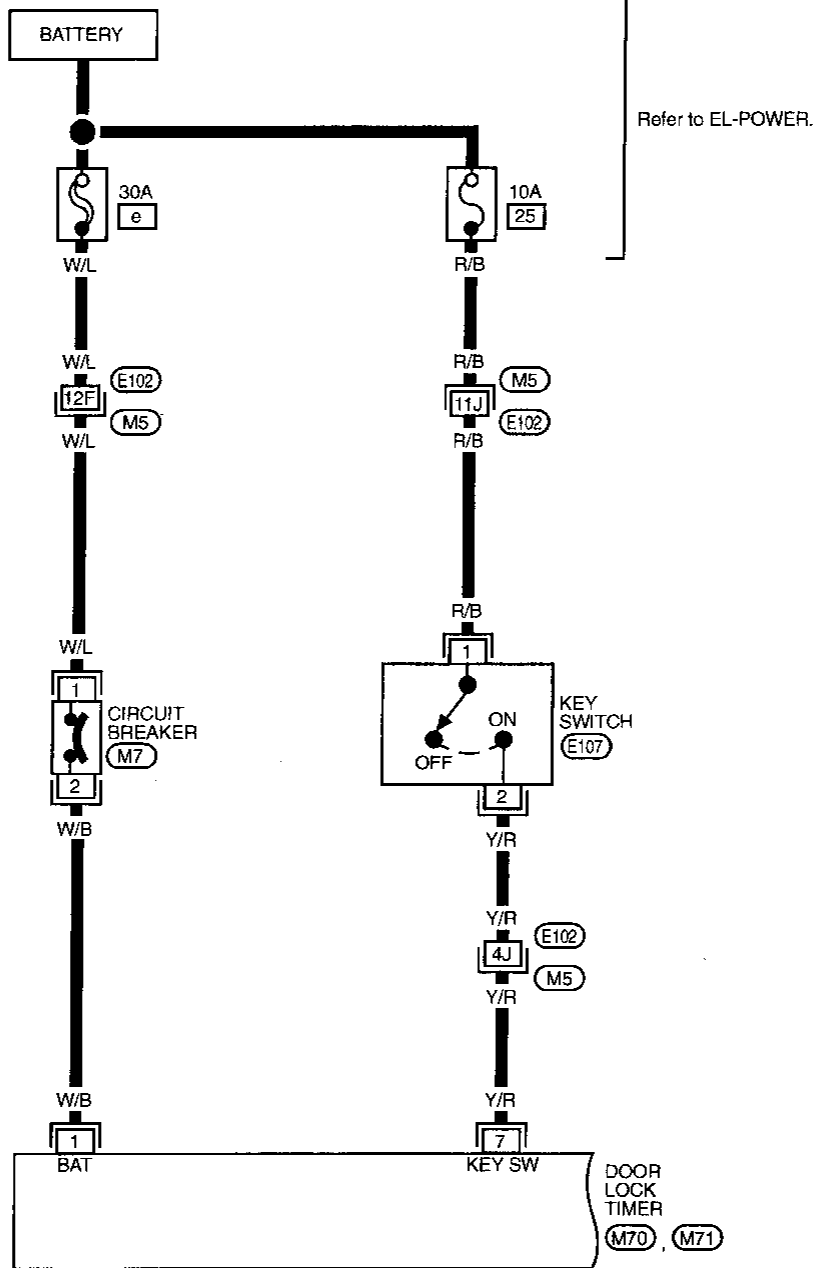 BATTERY
Refer to EL-POWER.
30A
e
10A
25
W/L
R/B
W/L
E102
12F
M5
W/L
R/B
M5
11J
E102
R/B
W/L
1
CIRCUIT
BREAKER
M7
2
W/B
R/B
1
ON
OFF
KEY
SWITCH
E107
2
Y/R
Y/R
E102
4J
M5
Y/R
W/B
1
BAT
Y/R
7
KEY SW
DOOR
LOCK
TIMER
M70 , M71